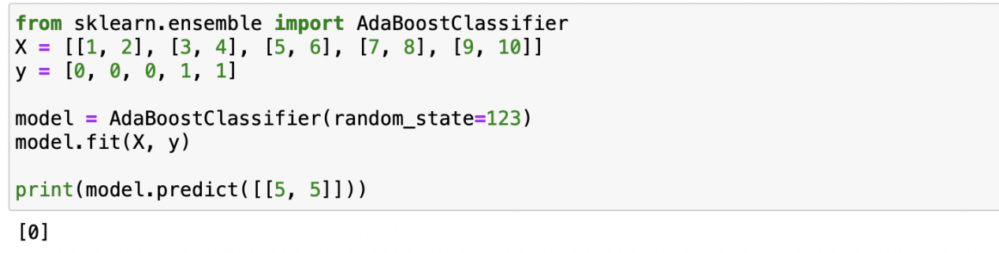 from sklearn.ensemble import AdaBoostClassifier
X = [[1, 2], [3, 4], [5, 6], [7, 8], [9, 10]]
y = [0, 0, 0, 1, 1]
model = AdaBoostClassifier(random_state=123)
model.fit(X, y)
print(model.predict([[5, 5]]))
[0]